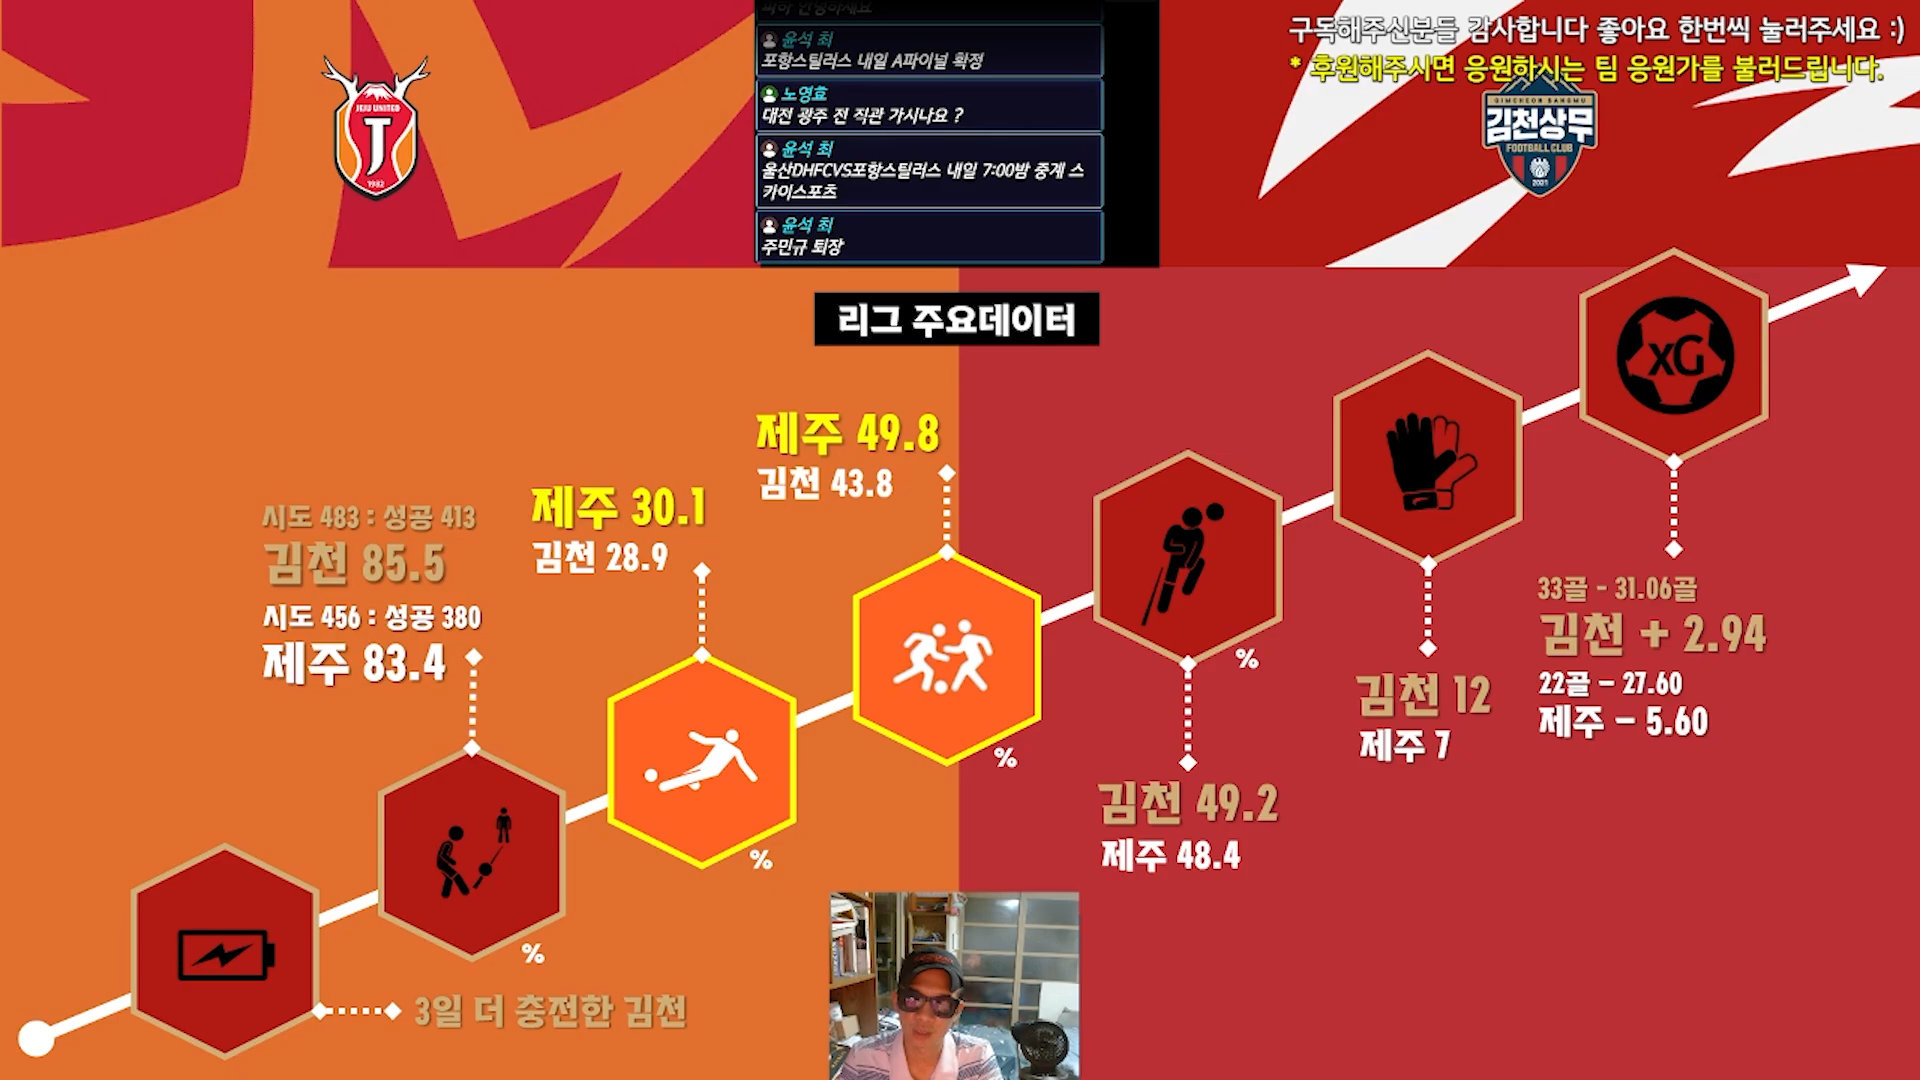 윤석 최
포항스틸러스 내일 A파이널 확정
노영효
대전 광주 전 직관 가시나요 ?
윤석 최
울산DHFCVS포항스틸러스 내일 7:00밤 중계 스
카이스포츠
윤석 최
주민규 퇴장
구독해주신분들 감사합니다 좋아요 한번씩 눌러주세요 :)
* 후원해주시면 응원하시는 팀 응원가를 불러드립니다.
JEJU UNITED
J
1982
GIMCHEON SANGMU
김천상무
FOOTBALL CLUB
2021
리그 주요데이터
xG
제주 49.8
김천 43.8
제주 30.1
김천 28.9
시도 483 : 성공 413
김천 85.5
시도 456 : 성공 380
제주 83.4
33골 - 31.06골
김천 + 2.94
22골 - 27.60
제주 - 5.60
%
김천 12
제주 7
%
김천 49.2
제주 48.4
%
%
3일 더 충전한 김천